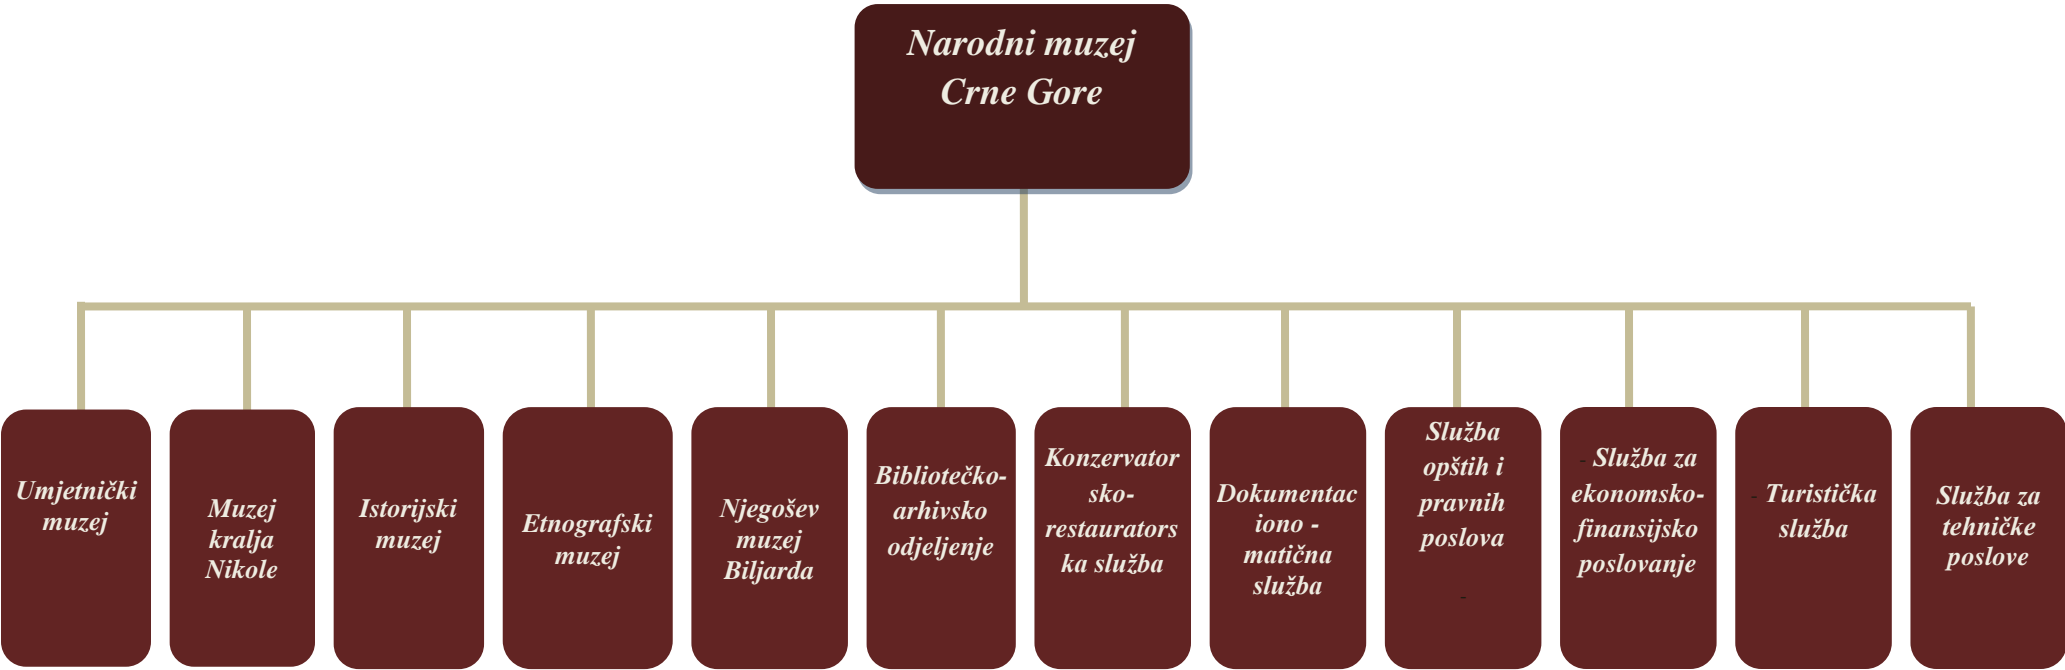 Narodni muzej
Crne Gore
Umjetnički
muzej
Muzej
kralja
Nikole
Istorijski
muzej
Etnografski
muzej
Njegošev
muzej
Biljarda
Bibliotečko-
arhivsko
odjeljenje
Konzervator
sko-
restaurators
ka služba
Dokumentac
iono -
matična
služba
Služba
opštih i
pravnih
poslova
-
- Služba za
ekonomsko-
finansijsko
poslovanje
- Turistička
služba
Služba za
tehničke
poslove